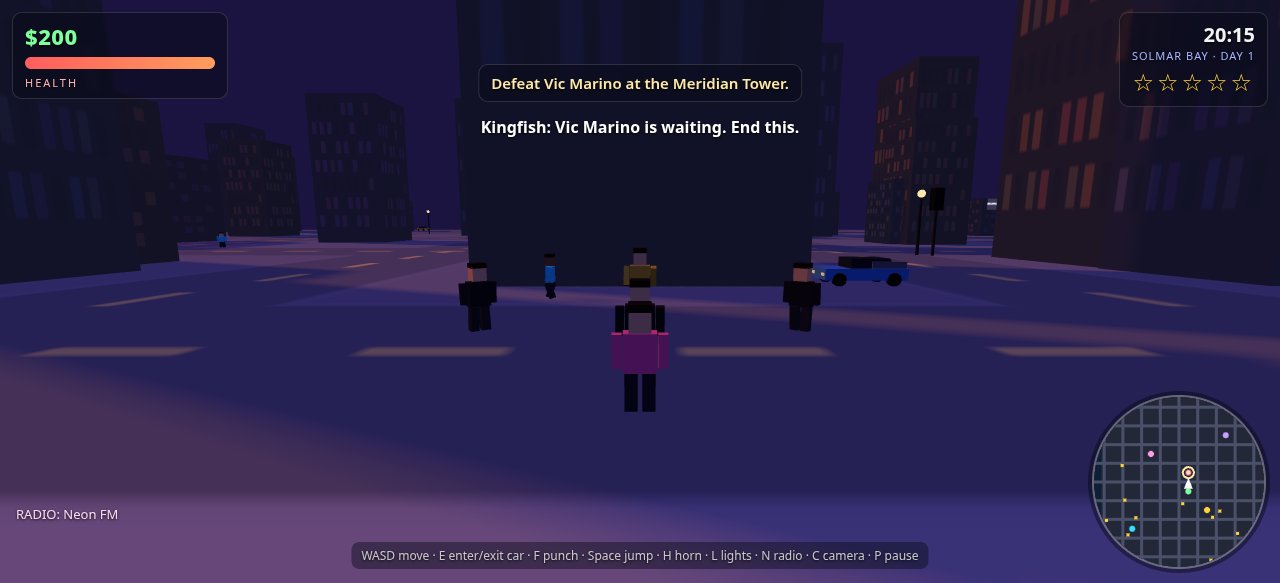 $200
HEALTH
Defeat Vic Marino at the Meridian Tower.
Kingfish: Vic Marino is waiting. End this.
20:15
SOLMAR BAY · DAY 1
☆☆☆☆☆
RADIO: Neon FM
WASD move · E enter/exit car · F punch · Space jump · H horn · L lights · N radio · C camera · P pause